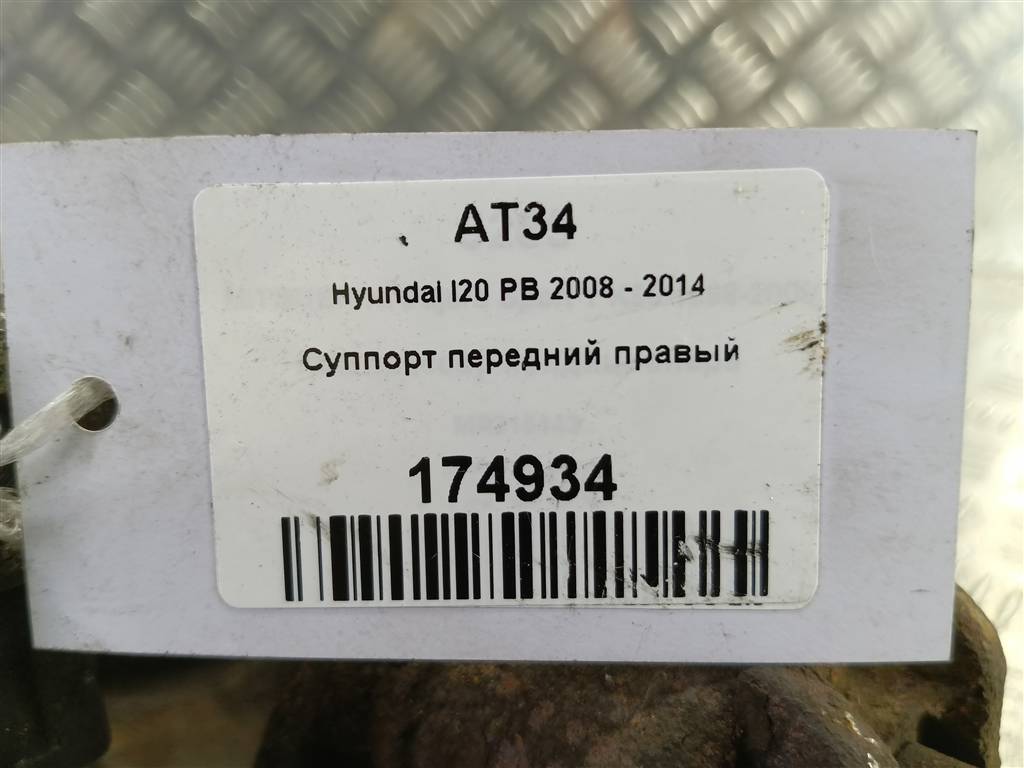 AT34
Hyundai I20 PB 2008 - 2014
Суппорт передний правый
174934